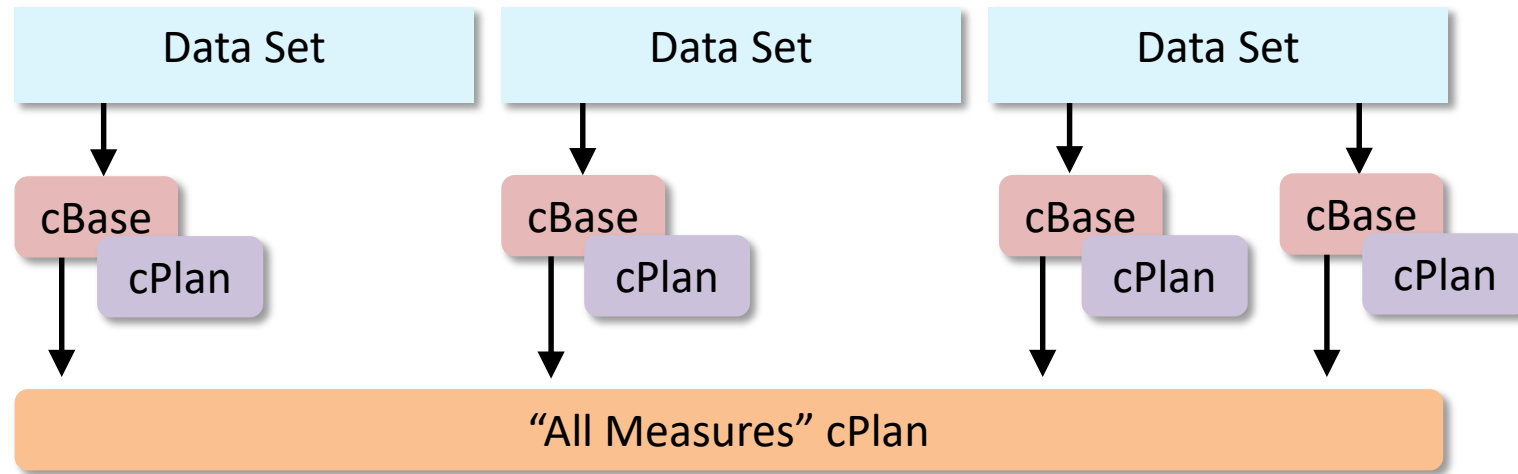 Data Set
Data Set
Data Set
cBase
cPlan
cBase
cPlan
cBase
cPlan
cBase
cPlan
“All Measures” cPlan